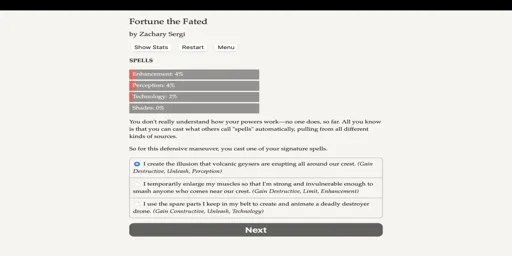 Fortune the Fated
by Zachary Sergi
Show Stats Restart Menu
SPELLS
Enhancement: 4%
Perception: 4%
Technology: 2%
Shades: 0%
You don't really understand how your powers work—no one does, so far. All you know
is that you can cast what others call "spells" automatically, pulling from all different
kinds of sources.
So for this defensive maneuver, you cast one of your signature spells.
I create the illusion that volcanic geysers are erupting all around our crest. (Gain
Destructive, Unleash, Perception)
I temporarily enlarge my muscles so that I'm strong and invulnerable enough to
smash anyone who comes near our crest. (Gain Destructive, Limit, Enhancement)
I use the spare parts I keep in my belt to create and animate a deadly destroyer
drone. (Gain Constructive, Unleash, Technology)
Next